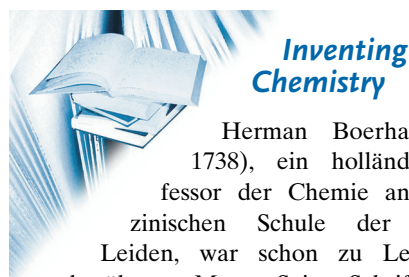 Inventing
Chemistry
Herman Boerha
1738), ein holländ
fessor der Chemie an
zinischen Schule der
Leiden, war schon zu Le